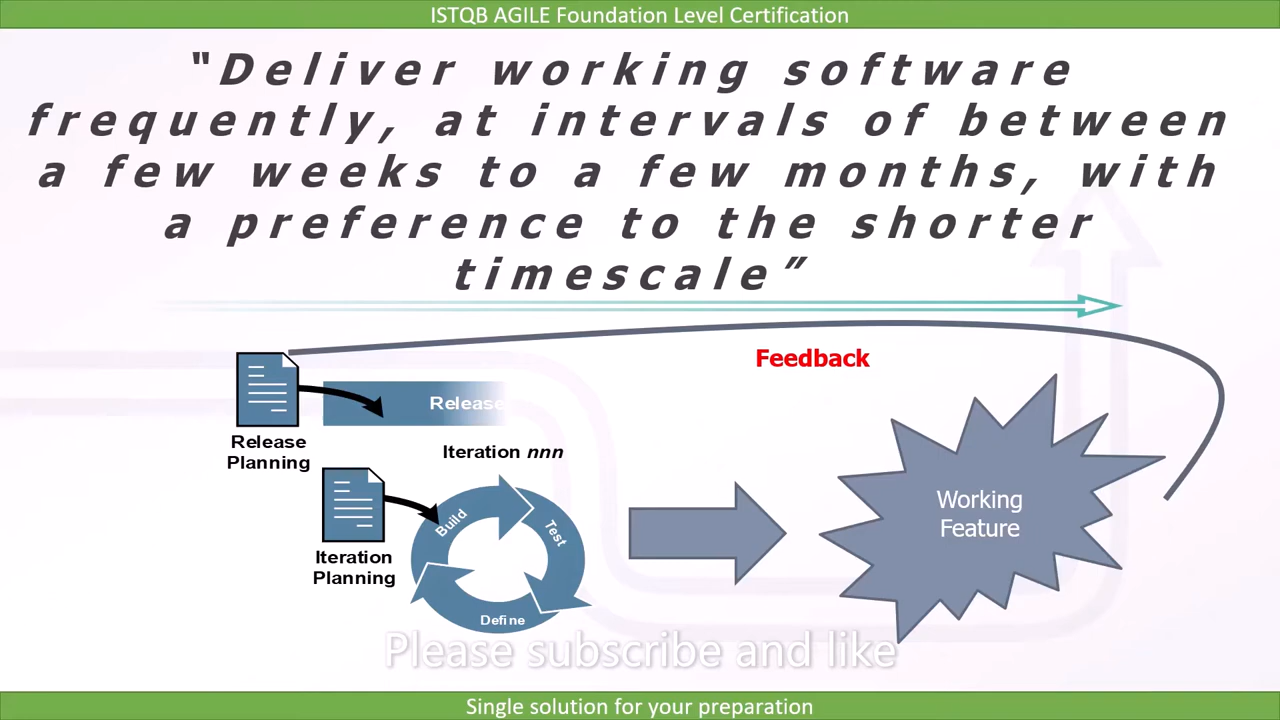 ISTQB AGILE Foundation Level Certification
"Deliver working software
frequently, at intervals of between
a few weeks to a few months, with
a preference to the shorter
timescale”
Feedback
Release
Release
Planning
Iteration nnn
Build
Test
Define
Iteration
Planning
Working
Feature
Please subscribe and like
Single solution for your preparation